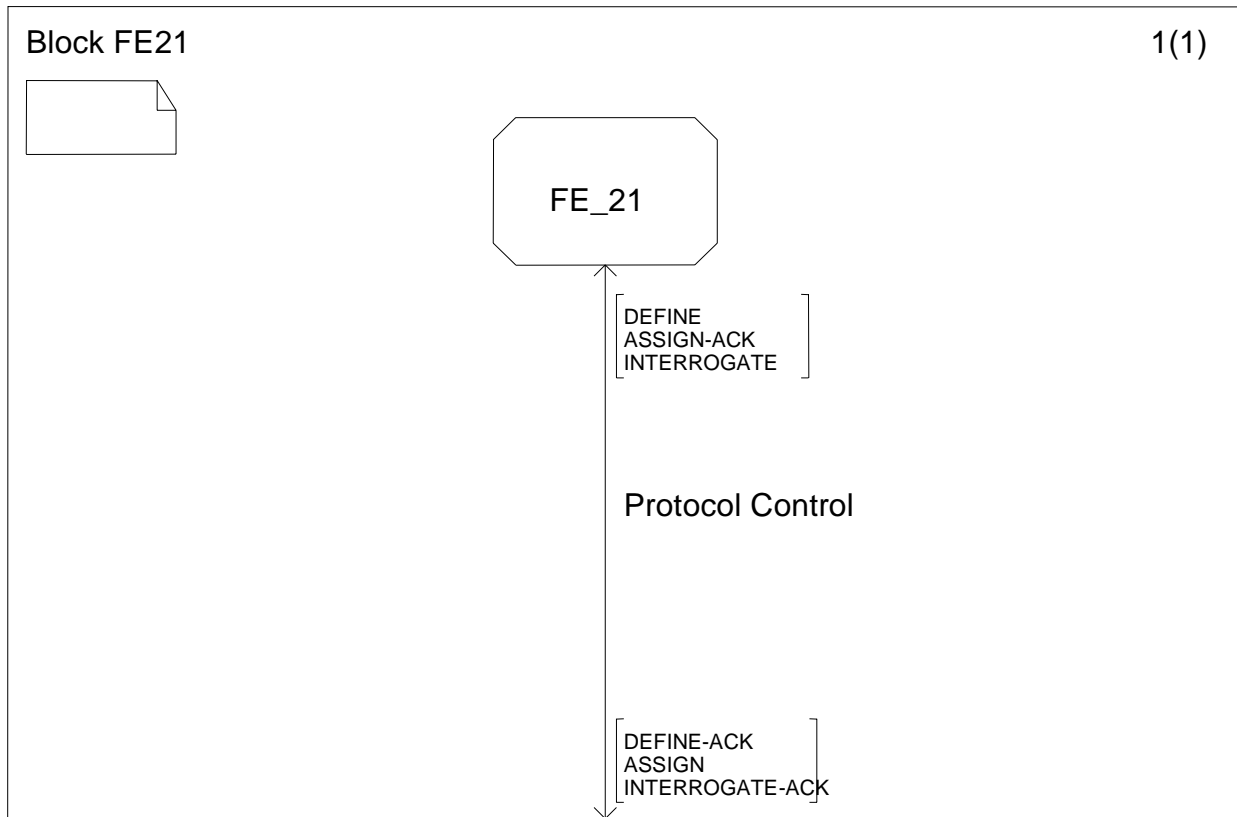 Block FE21
1(1)
FE_21
DEFINE
ASSIGN-ACK
INTERROGATE
Protocol Control
DEFINE-ACK
ASSIGN
INTERROGATE-ACK